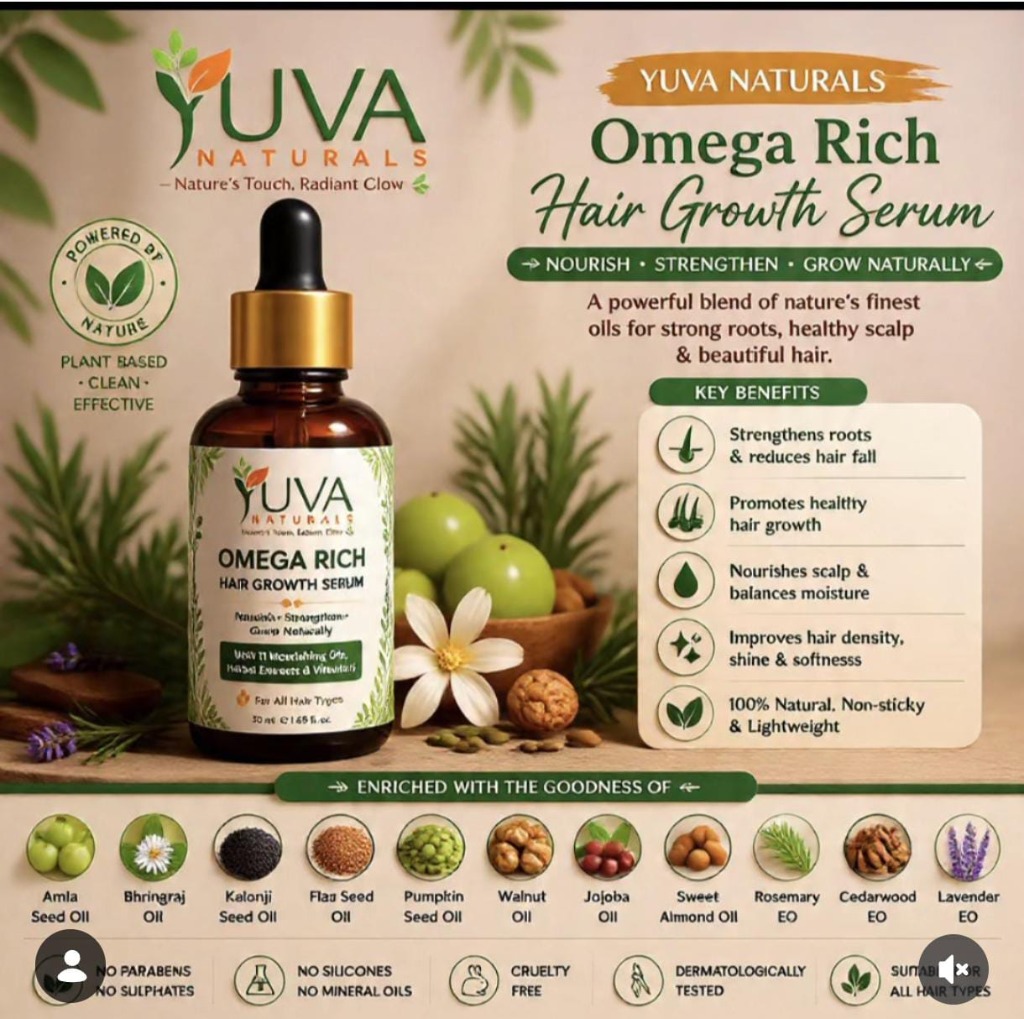 YUVA
NATURALS
– Nature's Touch, Radiant Clow
POWERED BY
NATURE
PLANT BASED
· CLEAN ·
EFFECTIVE
YUVA NATURALS
Omega Rich
Hair Growth Serum
NOURISH • STRENGTHEN • GROW NATURALLY
A powerful blend of nature's finest
oils for strong roots, healthy scalp
& beautiful hair.
KEY BENEFITS
Strengthens roots
& reduces hair fall
Promotes healthy
hair growth
Nourishes scalp &
balances moisture
Improves hair density,
shine & softness
100% Natural, Non-sticky
& Lightweight
YUVA
NATURALS
OMEGA RICH
HAIR GROWTH SERUM
For All Hair Types
ENRICHED WITH THE GOODNESS OF
Amla
Seed Oil
Bhringraj
Oil
Kalonji
Seed Oil
Flax Seed
Oil
Pumpkin
Seed Oil
Walnut
Oil
Jojoba
Oil
Sweet
Almond Oil
Rosemary
EO
Cedarwood
EO
Lavender
EO
NO PARABENS
NO SULPHATES
NO SILICONES
NO MINERAL OILS
CRUELTY
FREE
DERMATOLOGICALLY
TESTED
ALL HAIR TYPES